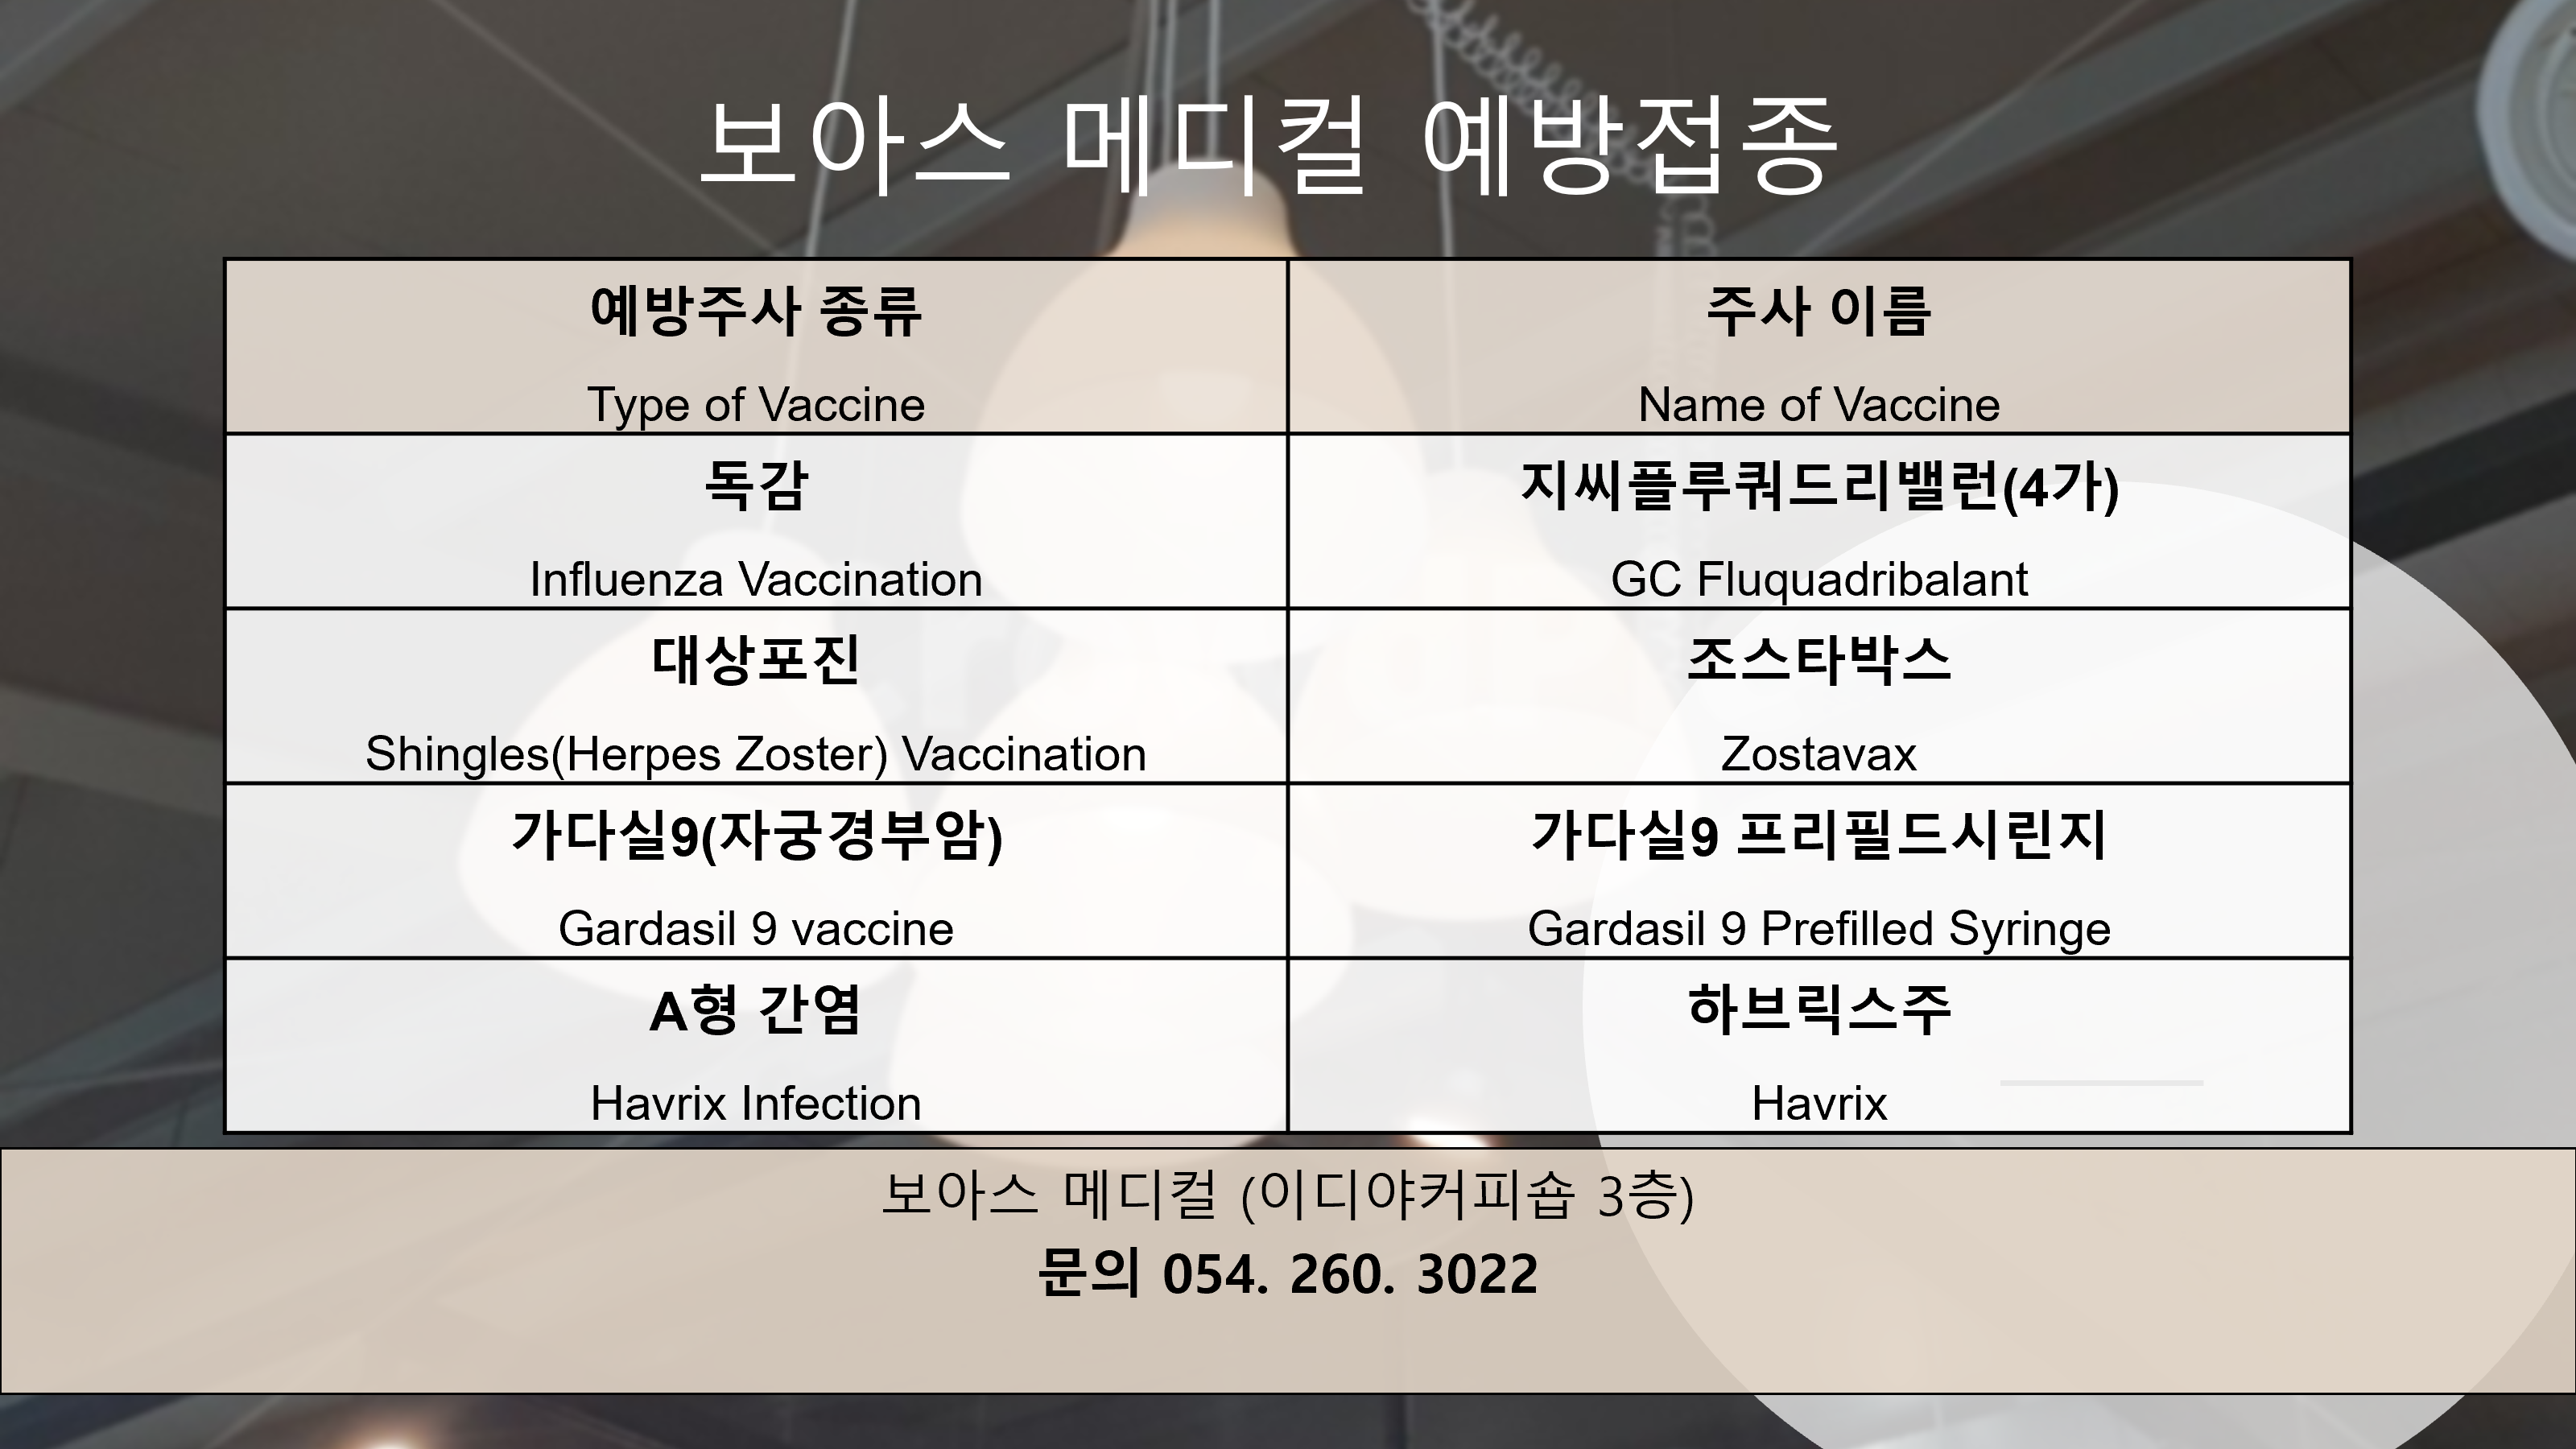 보아스 메디컬 예방접종
예방주사 종류
Type of Vaccine
주사 이름
Name of Vaccine
독감
Influenza Vaccination
지씨플루쿼드리밸런(4가)
GC Fluquadribalant
대상포진
Shingles(Herpes Zoster) Vaccination
조스타박스
Zostavax
가다실9(자궁경부암)
Gardasil 9 vaccine
가다실9 프리필드시린지
Gardasil 9 Prefilled Syringe
A형 간염
Havrix Infection
하브릭스주
Havrix
보아스 메디컬 (이디야커피숍 3층)
문의 054. 260. 3022